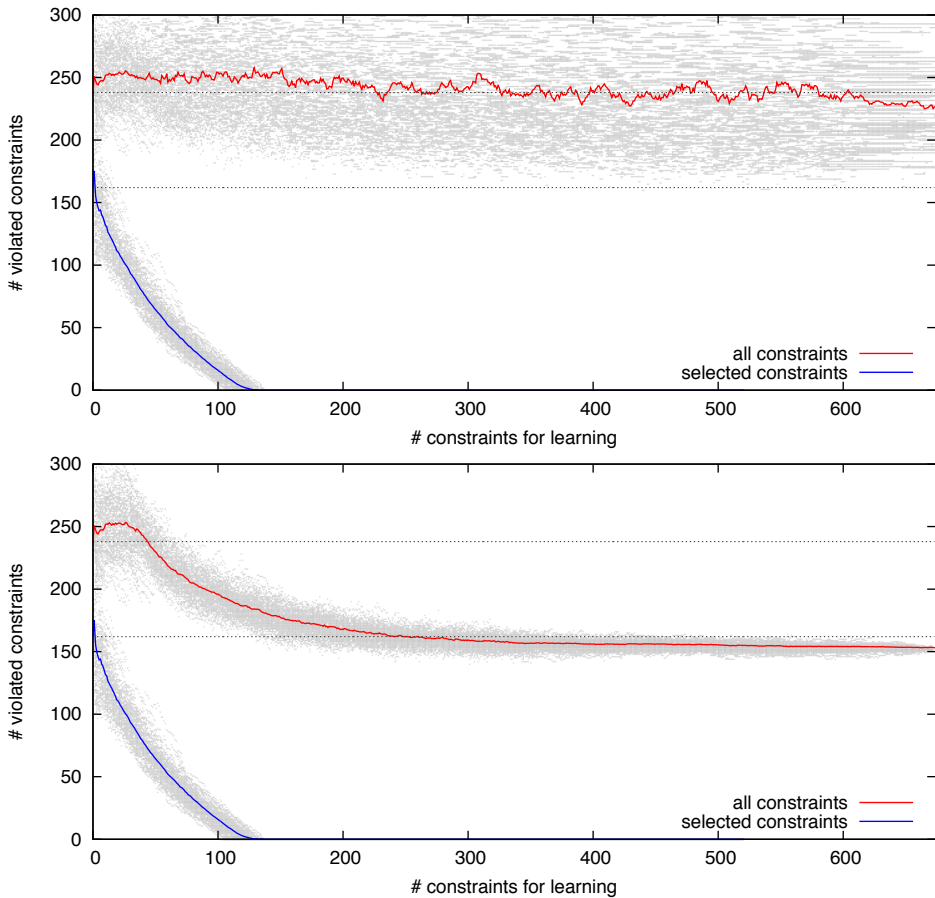 300
250
200
150
100
50
0
# violated constraints
all constraints
selected constraints
0 100 200 300 400 500 600
# constraints for learning
300
250
200
150
100
50
0
# violated constraints
all constraints
selected constraints
0 100 200 300 400 500 600
# constraints for learning